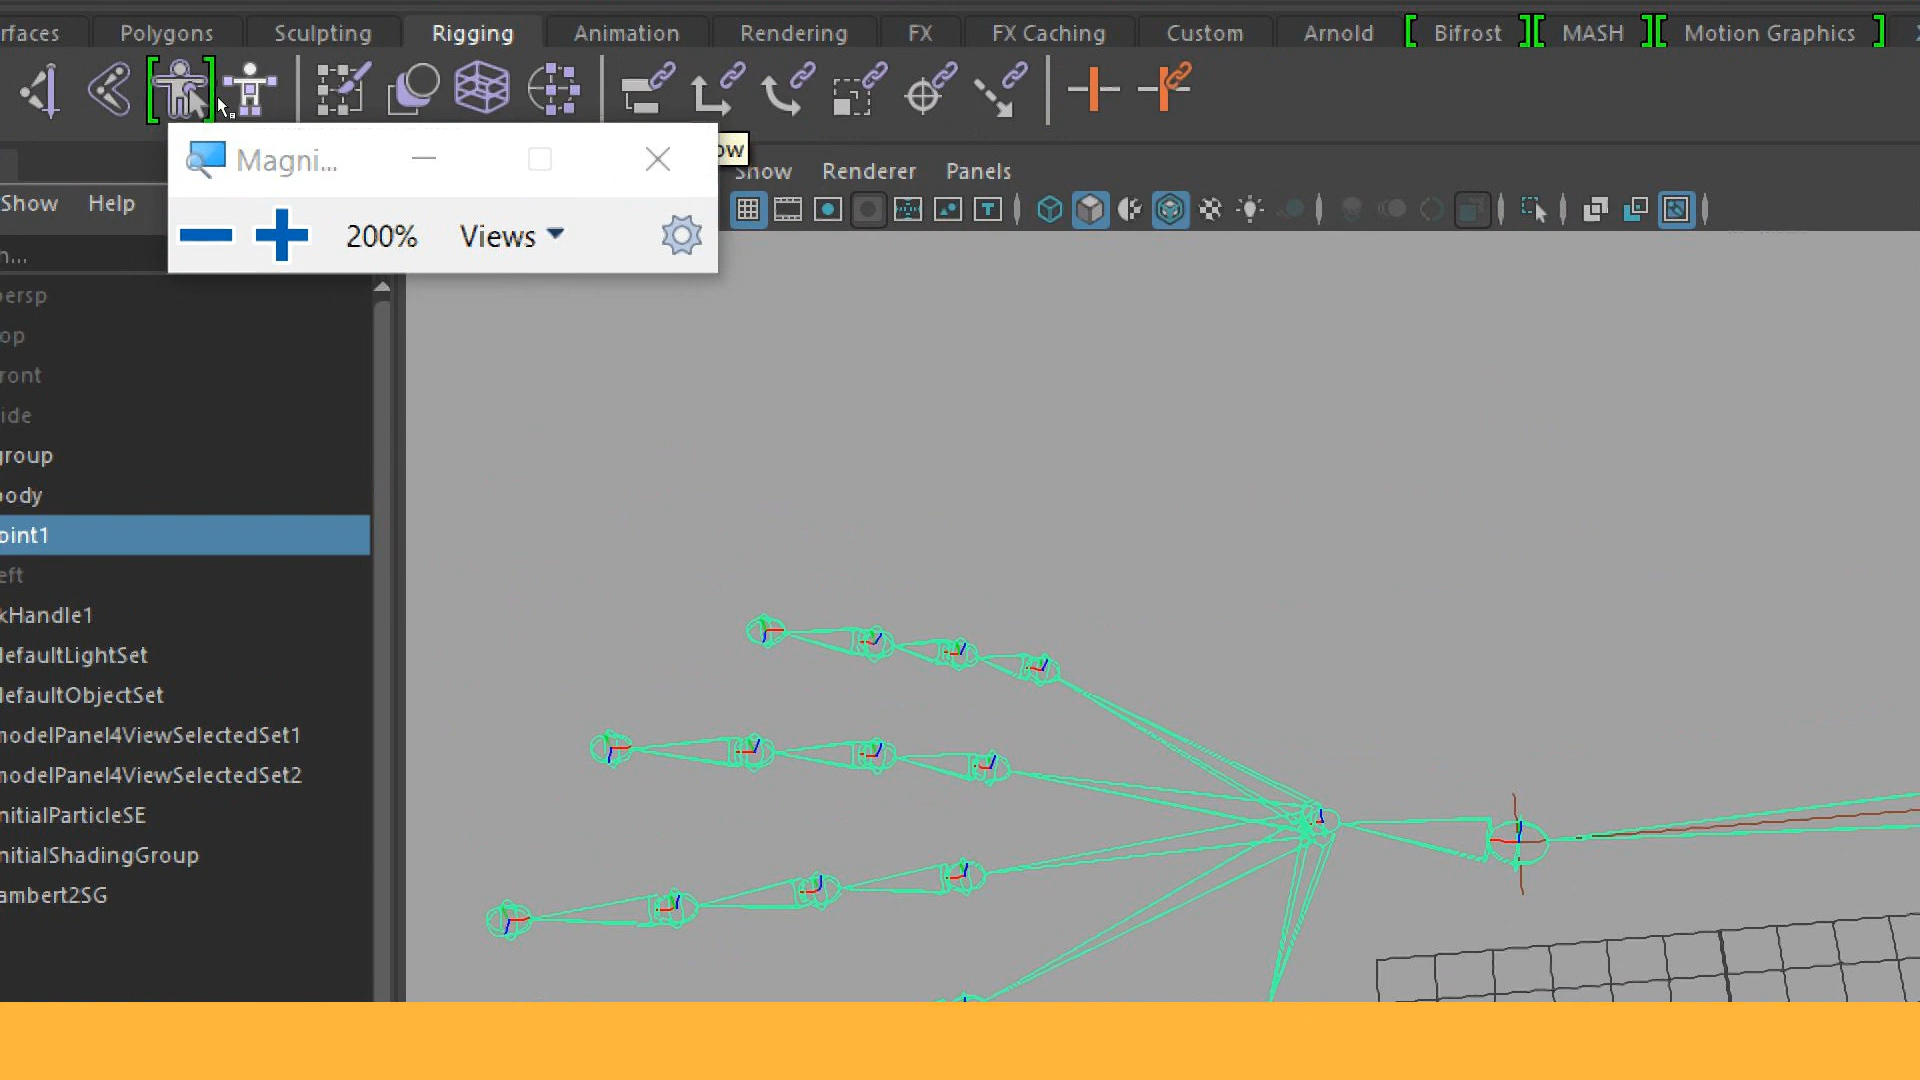 rfaces Polygons Sculpting Rigging Animation Rendering FX FX Caching Custom Arnold Bifrost MASH Motion Graphics
Magni...
ow
Show Renderer Panels
Show Help
200% Views
h...
persp
op
ront
ide
group
body
oint1
eft
kHandle1
defaultLightSet
defaultObjectSet
modelPanel4ViewSelectedSet1
modelPanel4ViewSelectedSet2
nitialParticleSE
nitialShadingGroup
ambert2SG